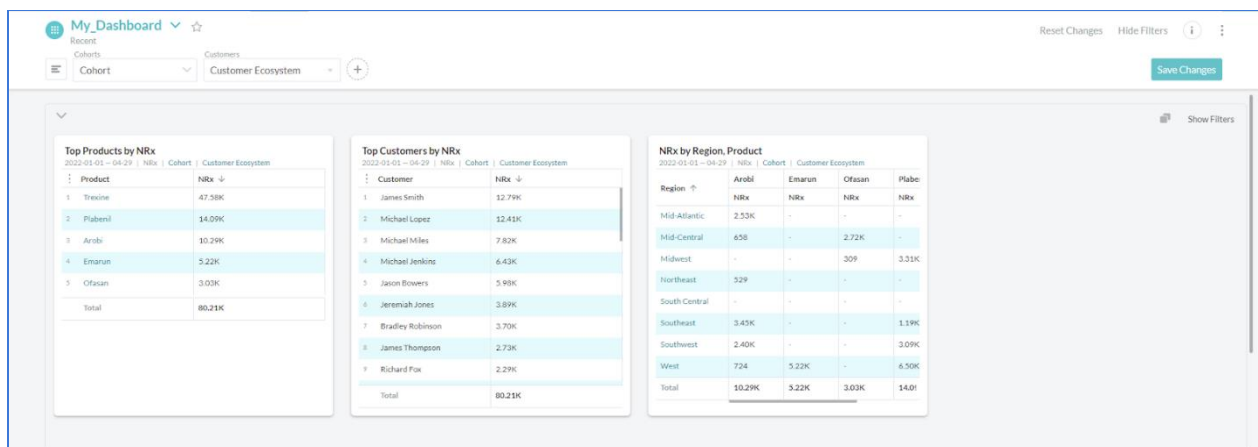 My_Dashboard
Reset Changes Hide Filters i
Recent
Cohorts Customers
Cohort Customer Ecosystem +
Save Changes
Show Filters
Top Products by NRx
2022-01-01 – 04-29 | NRx | Cohort | Customer Ecosystem
Product NRx ↓
1 Trexine 47.58K
2 Plabenil 14.09K
3 Arobi 10.29K
4 Emarun 5.22K
5 Ofasan 3.03K
Total 80.21K
Top Customers by NRx
2022-01-01 – 04-29 | NRx | Cohort | Customer Ecosystem
Customer NRx ↓
1 James Smith 12.79K
2 Michael Lopez 12.41K
3 Michael Miles 7.82K
4 Michael Jenkins 6.43K
5 Jason Bowers 5.98K
6 Jeremiah Jones 3.89K
7 Bradley Robinson 3.70K
8 James Thompson 2.73K
9 Richard Fox 2.29K
Total 80.21K
NRx by Region, Product
2022-01-01 – 04-29 | NRx | Cohort | Customer Ecosystem
Region ↑ Arobi Emarun Ofasan Plabe
NRx NRx NRx NRx
Mid-Atlantic 2.53K - - -
Mid-Central 658 - 2.72K -
Midwest - - 309 3.31K
Northeast 529 - - -
South Central - - - -
Southeast 3.45K - - 1.19K
Southwest 2.40K - - 3.09K
West 724 5.22K - 6.50K
Total 10.29K 5.22K 3.03K 14.0